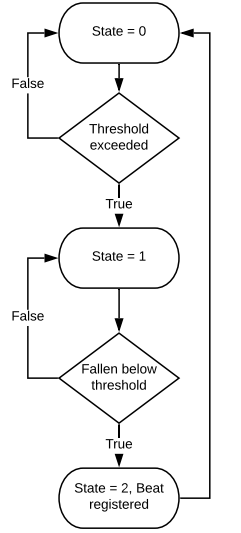 State = 0
False
Threshold
exceeded
True
State = 1
False
Fallen below
threshold
True
State = 2, Beat
registered